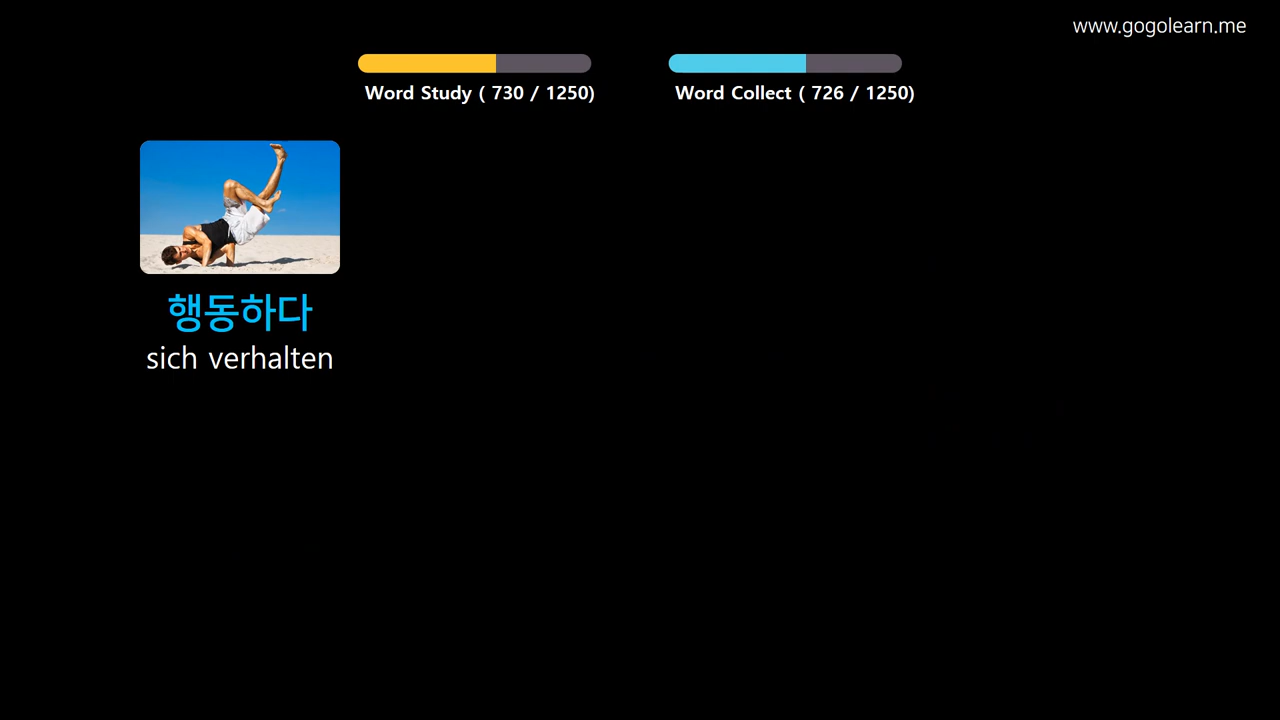 www.gogolearn.me
Word Study ( 730 / 1250)
Word Collect ( 726 / 1250)
행동하다
sich verhalten